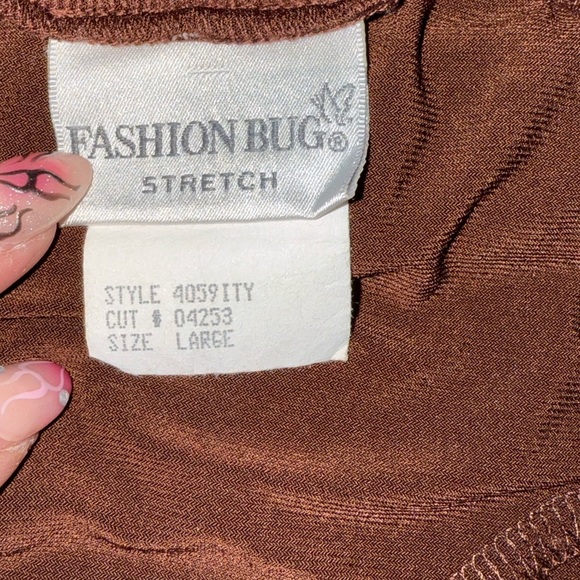 FASHION BUG®
STRETCH
STYLE 4059ITY
CUT # 04253
SIZE LARGE